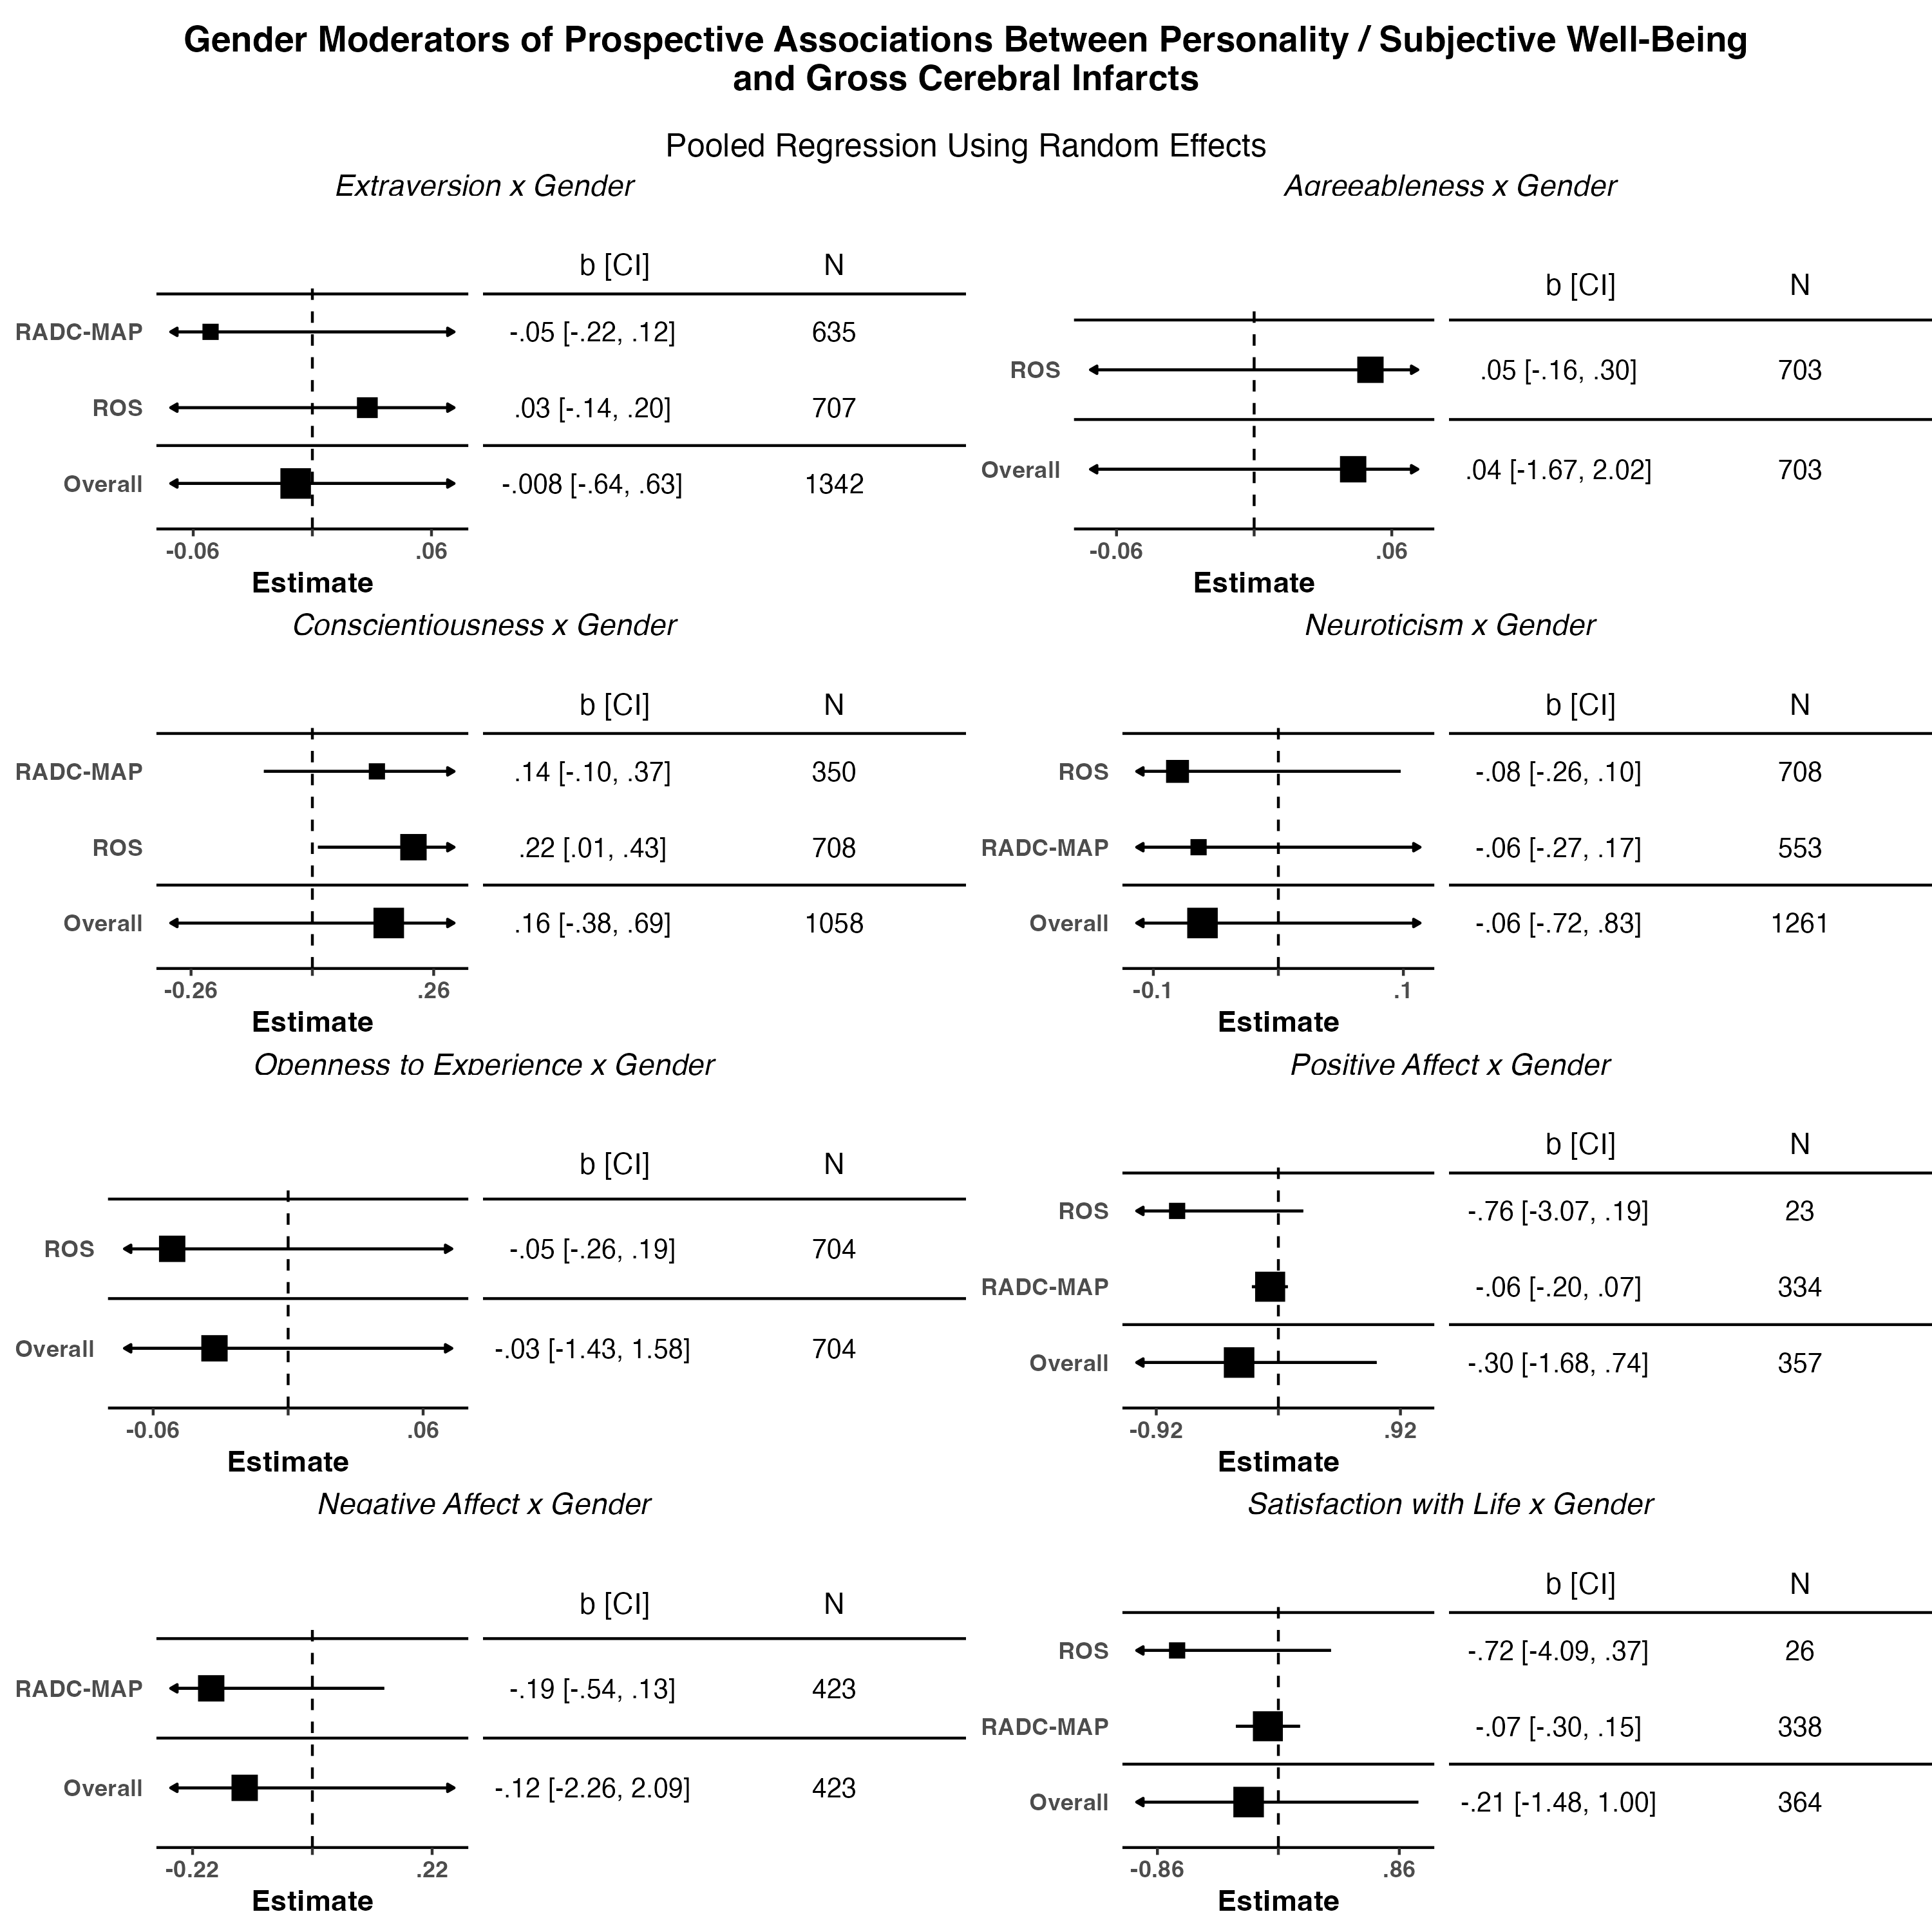 Gender Moderators of Prospective Associations Between Personality / Subjective Well-Being
and Gross Cerebral Infarcts
Pooled Regression Using Random Effects
Extraversion x Gender
b [CI] N
RADC-MAP -.05 [-.22, .12] 635
ROS .03 [-.14, .20] 707
Overall -.008 [-.64, .63] 1342
-0.06 .06
Estimate
Agreeableness x Gender
b [CI] N
ROS .05 [-.16, .30] 703
Overall .04 [-1.67, 2.02] 703
-0.06 .06
Estimate
Conscientiousness x Gender
b [CI] N
RADC-MAP .14 [-.10, .37] 350
ROS .22 [.01, .43] 708
Overall .16 [-.38, .69] 1058
-0.26 .26
Estimate
Neuroticism x Gender
b [CI] N
ROS -.08 [-.26, .10] 708
RADC-MAP -.06 [-.27, .17] 553
Overall -.06 [-.72, .83] 1261
-0.1 .1
Estimate
Openness to Experience x Gender
b [CI] N
ROS -.05 [-.26, .19] 704
Overall -.03 [-1.43, 1.58] 704
-0.06 .06
Estimate
Positive Affect x Gender
b [CI] N
ROS -.76 [-3.07, .19] 23
RADC-MAP -.06 [-.20, .07] 334
Overall -.30 [-1.68, .74] 357
-0.92 .92
Estimate
Negative Affect x Gender
b [CI] N
RADC-MAP -.19 [-.54, .13] 423
Overall -.12 [-2.26, 2.09] 423
-0.22 .22
Estimate
Satisfaction with Life x Gender
b [CI] N
ROS -.72 [-4.09, .37] 26
RADC-MAP -.07 [-.30, .15] 338
Overall -.21 [-1.48, 1.00] 364
-0.86 .86
Estimate